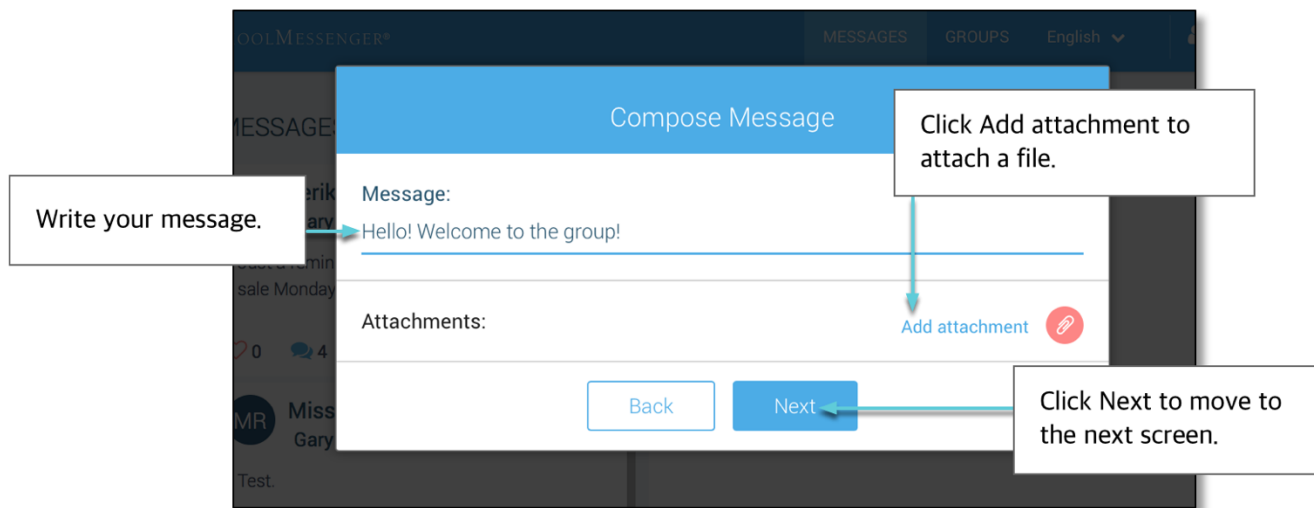 OOLMESSENGER®
MESSAGES GROUPS English
MESSAGE
Compose Message
Click Add attachment to
attach a file.
Write your message.
Message:
Hello! Welcome to the group!
erik
ary
sale Monday
Attachments:
Add attachment
0 4
Back
Next
Click Next to move to
the next screen.
MR Miss
Gary
Test.